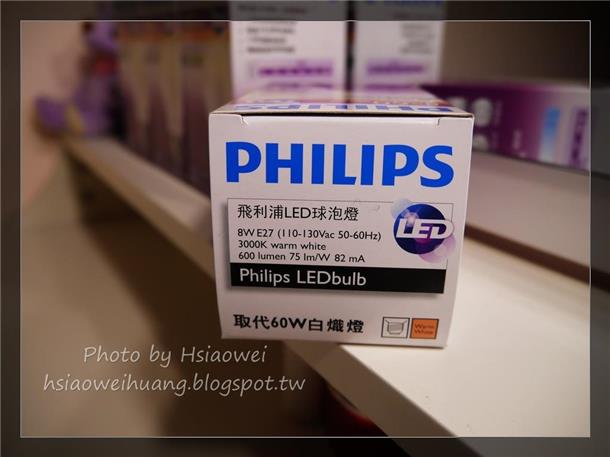 PHILIPS
飛利浦LED球泡燈
8W E27 (110-130Vac 50-60Hz)
3000K warm white
600 lumen 75 lm/W 82 mA
LED
Philips LEDbulb
取代60W白熾燈
Warm
White
Photo by Hsiaowei
hsiaoweihuang.blogspot.tw